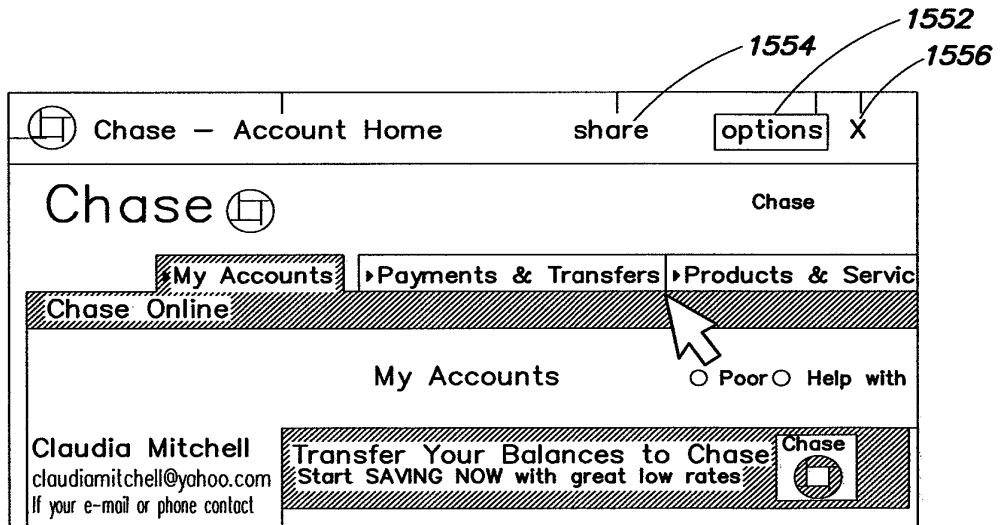 1552
1554
1556
Chase – Account Home share options X
Chase Chase
My Accounts Payments & Transfers Products & Servic
Chase Online
My Accounts Poor Help with
Claudia Mitchell
claudiamitchell@yahoo.com
If your e-mail or phone contact
Transfer Your Balances to Chase
Start SAVING NOW with great low rates
Chase